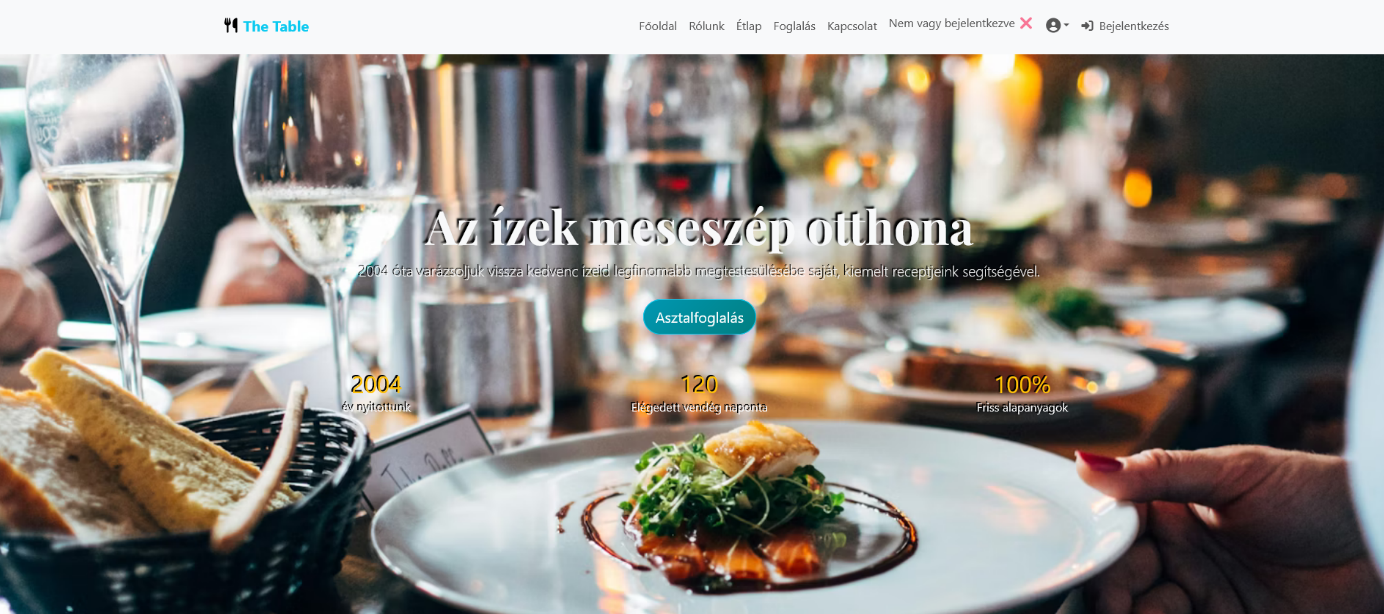 The Table
Főoldal Rólunk Étlap Foglalás Kapcsolat Nem vagy bejelentkezve ❌ Bejelentkezés
Az ízek meseszép otthona
2004 óta varázsoljuk vissza kedvenc ízeid legfinomabb megtestesülésébe saját, kiemelt receptjeink segítségével.
Asztalfoglalás
2004 120 100%
év nyitottunk Elégedett vendég naponta Friss alapanyagok